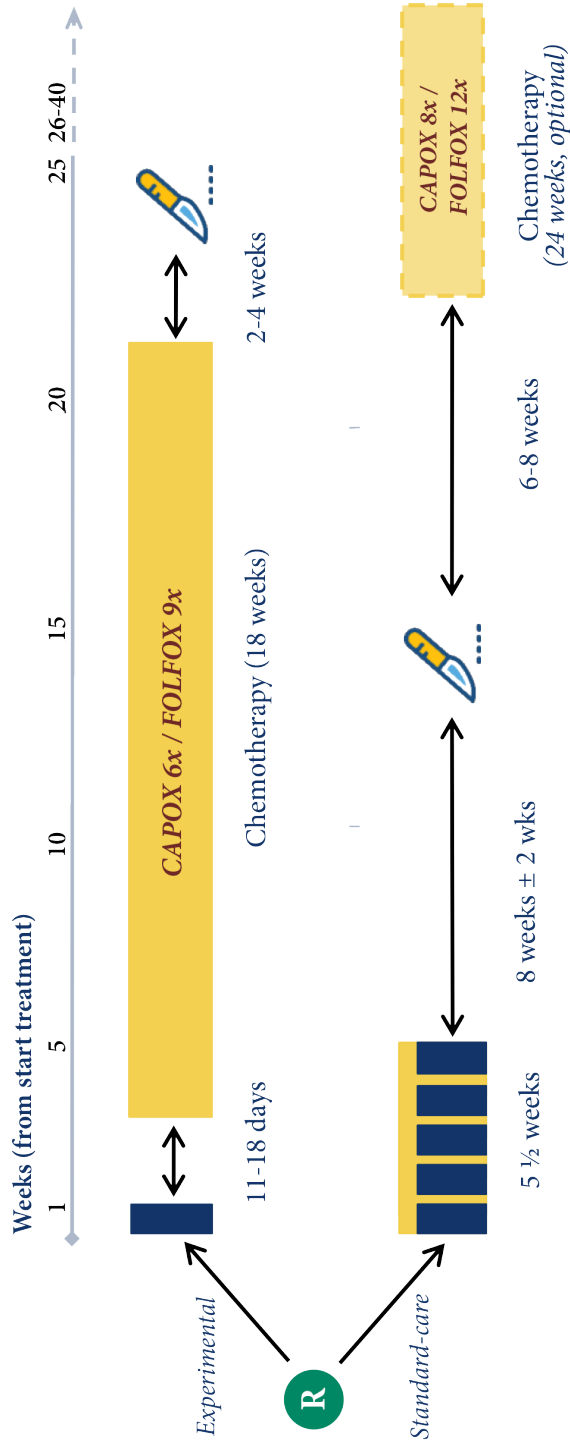 Weeks (from start treatment)
1 5 10 15 20 25 26-40
Experimental
CAPOX 6x / FOLFOX 9x
11-18 days
Chemotherapy (18 weeks)
2-4 weeks
R
Standard-care
CAPOX 8x /
FOLFOX 12x
5 ½ weeks
8 weeks ± 2 wks
6-8 weeks
Chemotherapy
(24 weeks, optional)